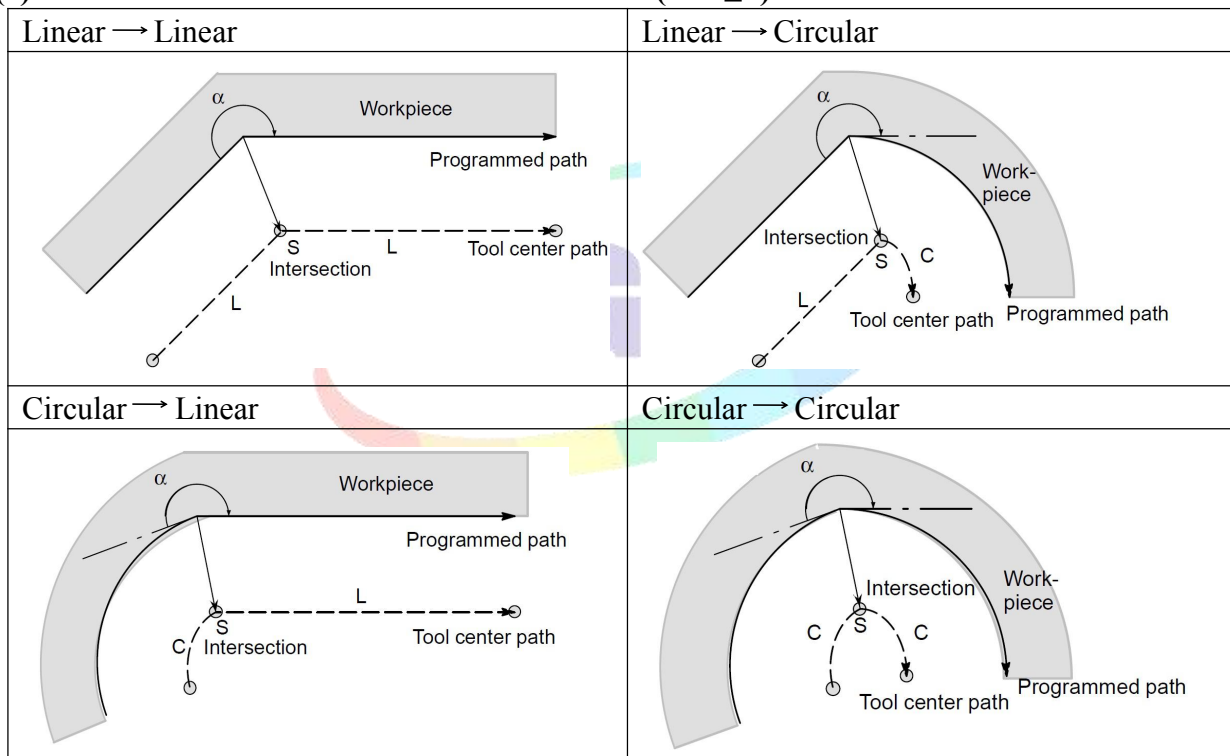 Linear → Linear
Linear → Circular
α
Workpiece
Programmed path
S
L
Tool center path
Intersection
L
α
Work-
piece
Intersection
S
C
L
Tool center path
Programmed path
Circular → Linear
Circular → Circular
α
Workpiece
Programmed path
L
S
Tool center path
C
Intersection
α
Work-
piece
Intersection
C
S
C
Programmed path
Tool center path